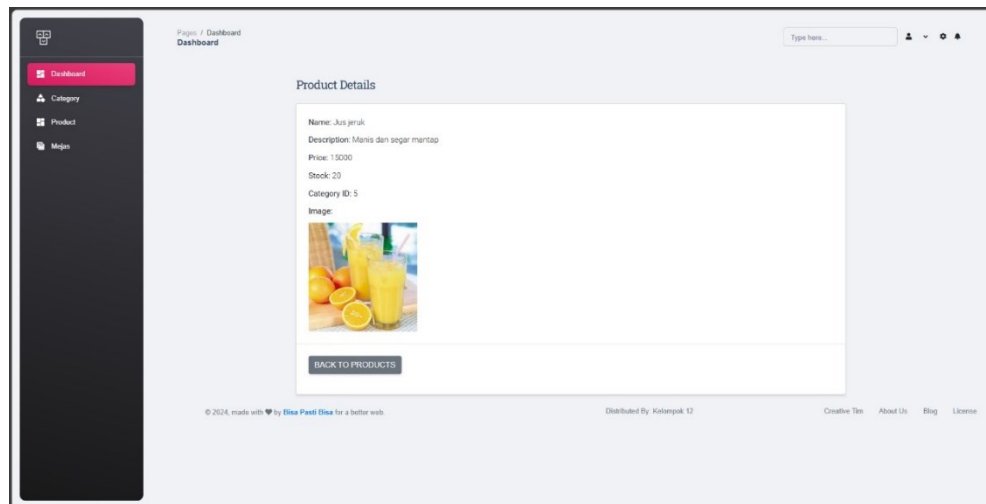 Pages / Dashboard
Dashboard
Type here...
Dashboard
Category
Product
Mejas
Product Details
Name: Jus jeruk
Description: Manis dan segar mantap
Price: 15000
Stock: 20
Category ID: 5
Image:
BACK TO PRODUCTS
© 2024, made with ♥ by Bisa Pasti Bisa for a better web.
Distributed By Kelompok 12
Creative Tim About Us Blog License